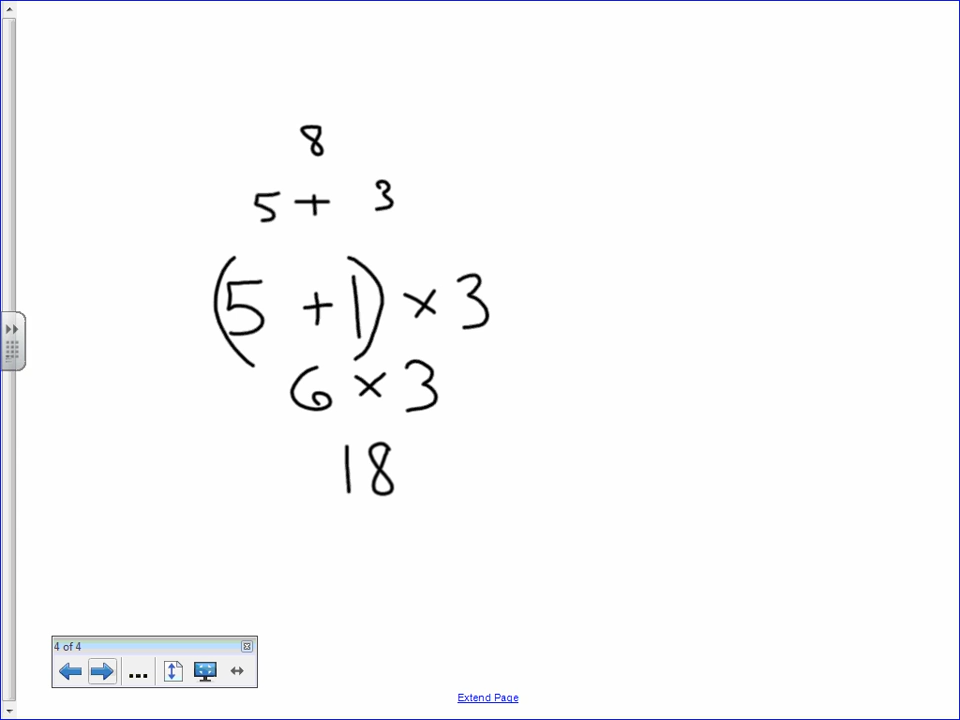 8
5 + 3
(5 + 1) × 3
6 × 3
18
4 of 4
...
Extend Page